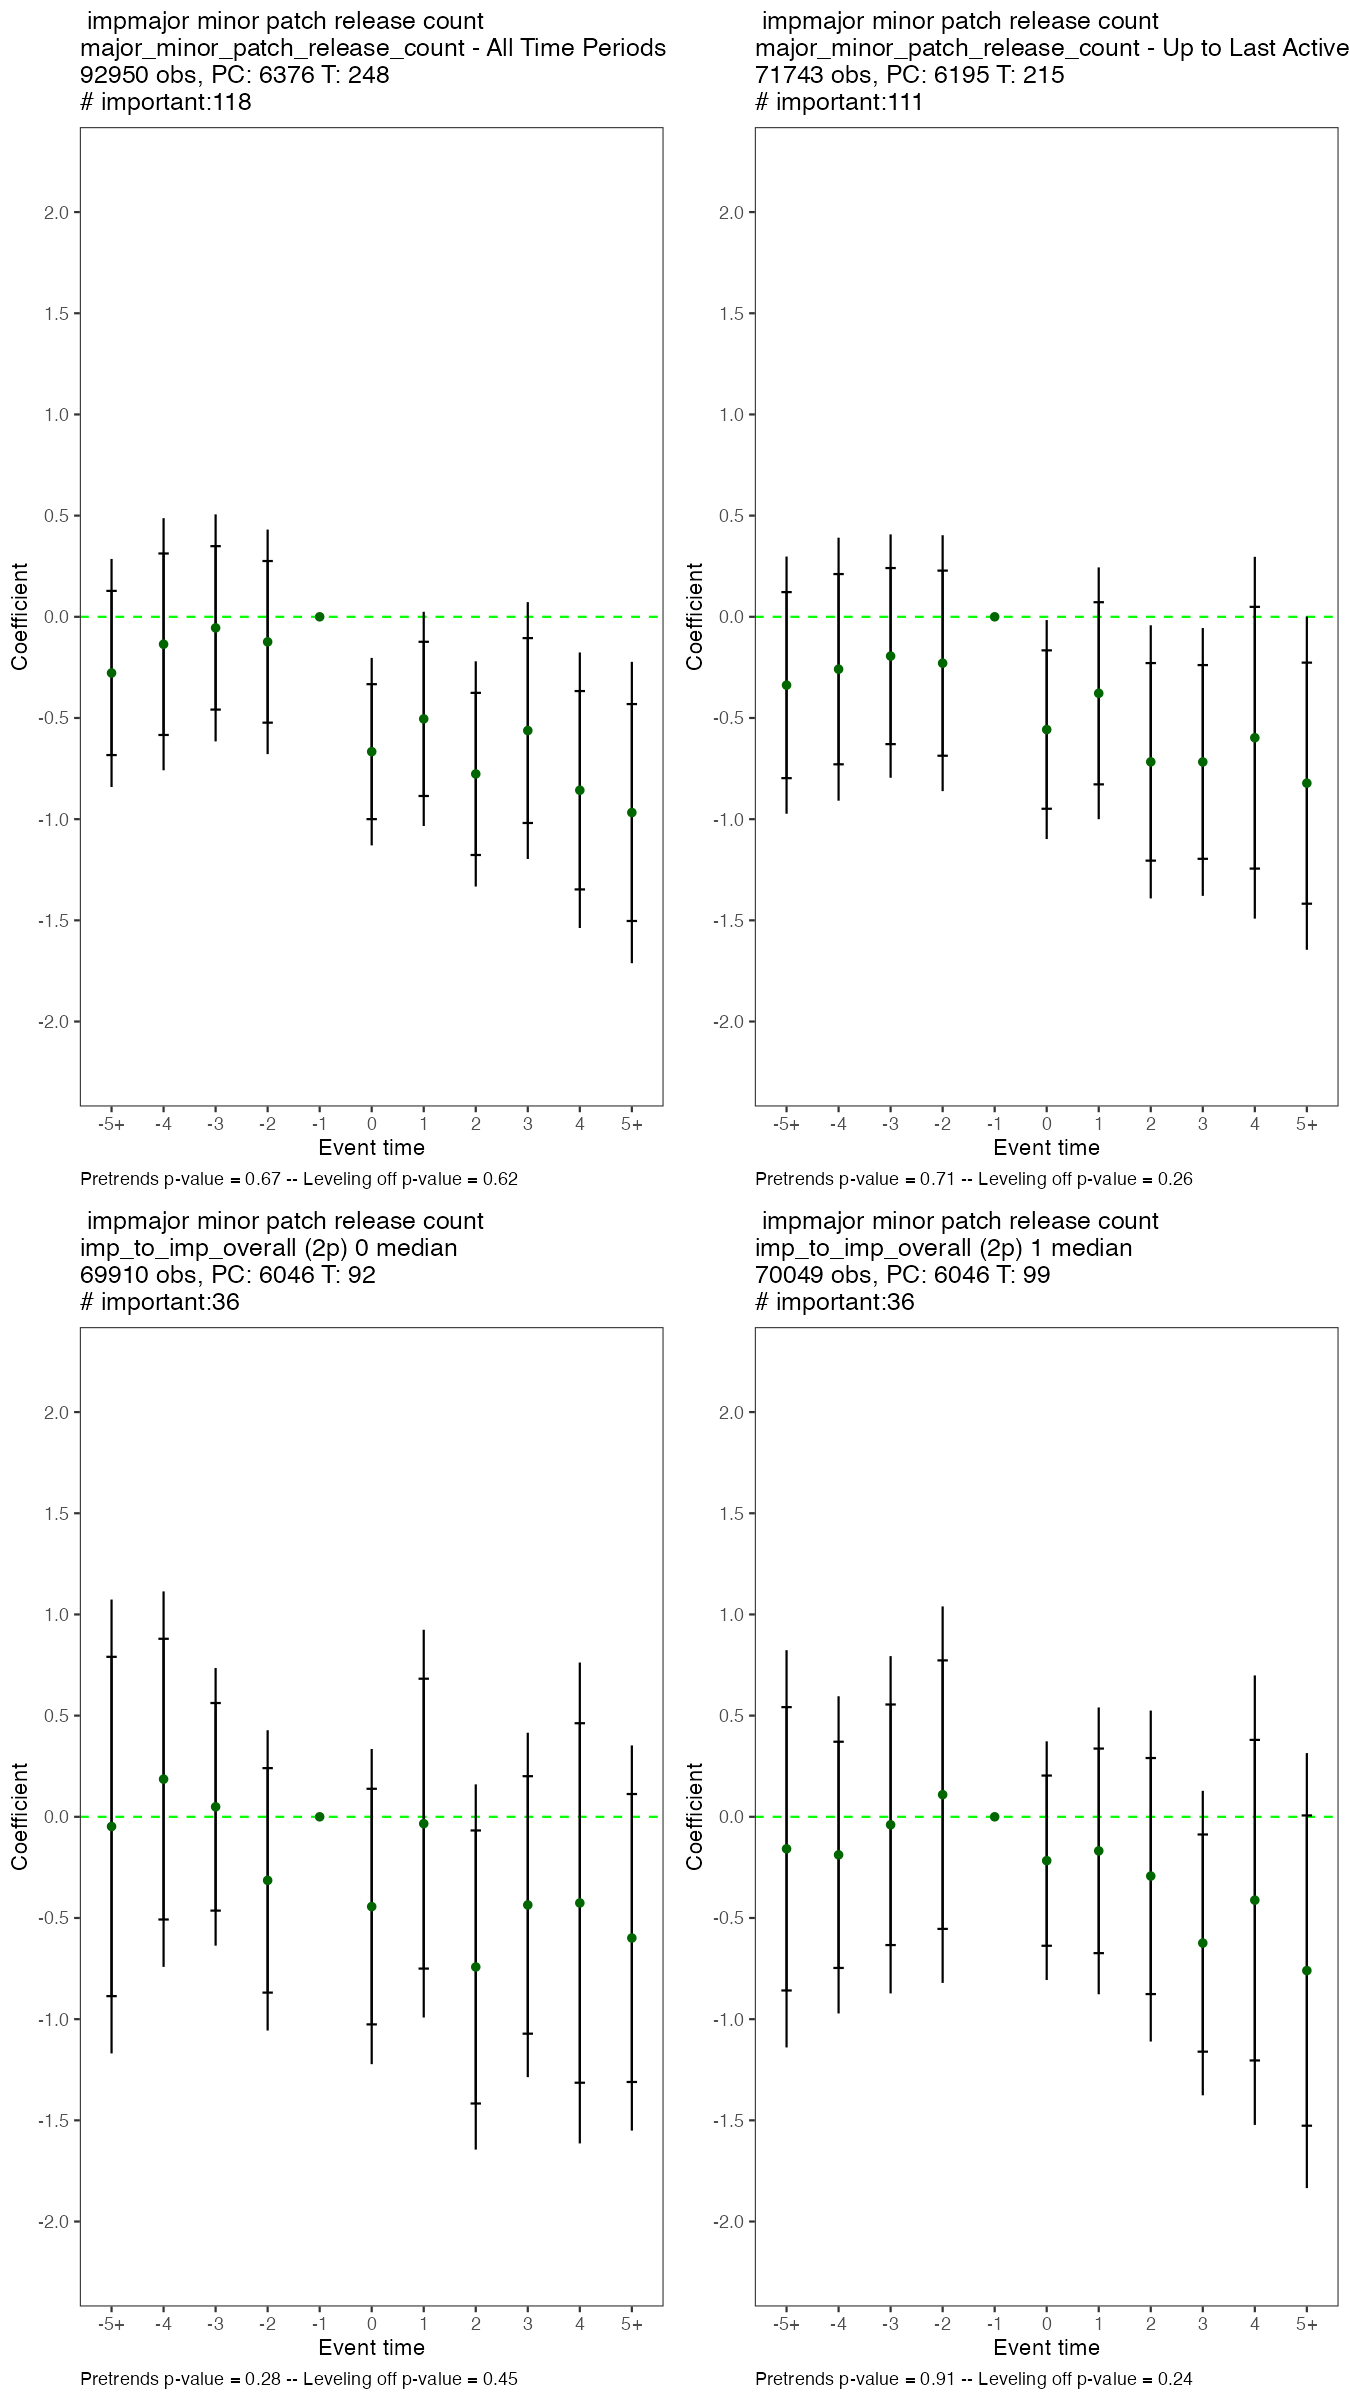 impmajor minor patch release count
major_minor_patch_release_count - All Time Periods
92950 obs, PC: 6376 T: 248
# important:118
2.0
1.5
1.0
0.5
0.0
-0.5
-1.0
-1.5
-2.0
Coefficient
-5+ -4 -3 -2 -1 0 1 2 3 4 5+
Event time
Pretrends p-value = 0.67 -- Leveling off p-value = 0.62
impmajor minor patch release count
major_minor_patch_release_count - Up to Last Active
71743 obs, PC: 6195 T: 215
# important:111
2.0
1.5
1.0
0.5
0.0
-0.5
-1.0
-1.5
-2.0
Coefficient
-5+ -4 -3 -2 -1 0 1 2 3 4 5+
Event time
Pretrends p-value = 0.71 -- Leveling off p-value = 0.26
impmajor minor patch release count
imp_to_imp_overall (2p) 0 median
69910 obs, PC: 6046 T: 92
# important:36
2.0
1.5
1.0
0.5
0.0
-0.5
-1.0
-1.5
-2.0
Coefficient
-5+ -4 -3 -2 -1 0 1 2 3 4 5+
Event time
Pretrends p-value = 0.28 -- Leveling off p-value = 0.45
impmajor minor patch release count
imp_to_imp_overall (2p) 1 median
70049 obs, PC: 6046 T: 99
# important:36
2.0
1.5
1.0
0.5
0.0
-0.5
-1.0
-1.5
-2.0
Coefficient
-5+ -4 -3 -2 -1 0 1 2 3 4 5+
Event time
Pretrends p-value = 0.91 -- Leveling off p-value = 0.24